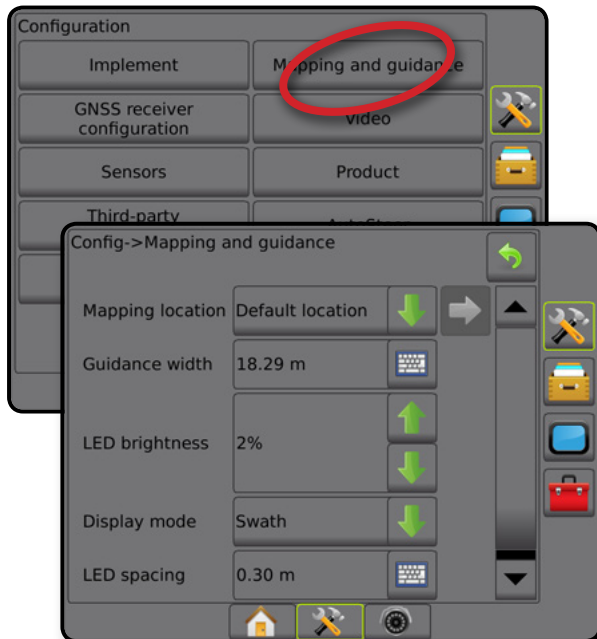 Configuration
Implement
Mapping and guidance
GNSS receiver
configuration
Video
Sensors
Product
Third-party
Config->Mapping and guidance
Mapping location
Default location
Guidance width
18.29 m
LED brightness
2%
Display mode
Swath
LED spacing
0.30 m